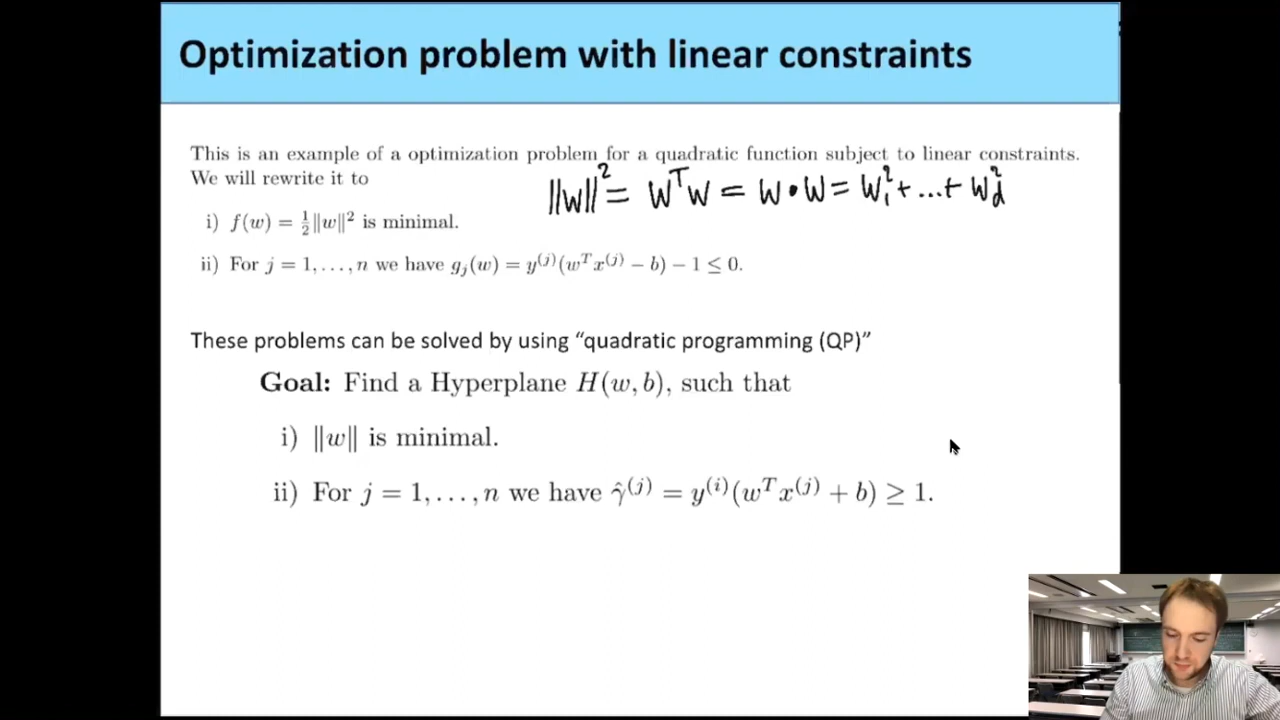 Optimization problem with linear constraints
This is an example of a optimization problem for a quadratic function subject to linear constraints.
We will rewrite it to
‖w‖² = wᵀw = w • w = w₁² + ... + w_d²
i) f(w) = ½‖w‖² is minimal.
ii) For j = 1, . . . , n we have gⱼ(w) = y⁽ʲ⁾(wᵀx⁽ʲ⁾ − b) − 1 ≤ 0.
These problems can be solved by using “quadratic programming (QP)”
Goal: Find a Hyperplane H(w, b), such that
i) ‖w‖ is minimal.
ii) For j = 1, . . . , n we have γ̂⁽ʲ⁾ = y⁽ⁱ⁾(wᵀx⁽ʲ⁾ + b) ≥ 1.